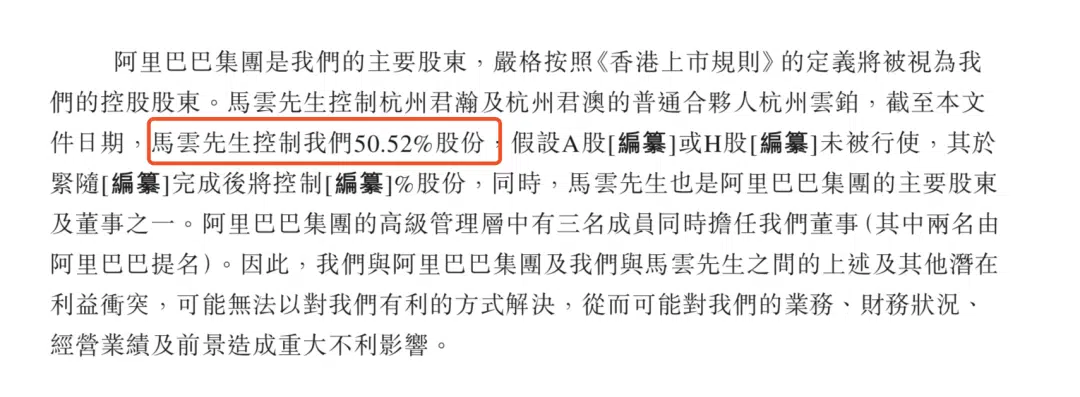 阿里巴巴集團是我們的主要股東，嚴格按照《香港上市規則》的定義將被視為我
們的控股股東。馬雲先生控制杭州君瀚及杭州君澳的普通合夥人杭州雲鉑，截至本文
件日期，馬雲先生控制我們50.52%股份，假設A股[編纂]或H股[編纂]未被行使，其於
緊隨[編纂]完成後將控制[編纂]%股份，同時，馬雲先生也是阿里巴巴集團的主要股東
及董事之一。阿里巴巴集團的高級管理層中有三名成員同時擔任我們董事(其中兩名由
阿里巴巴提名)。因此，我們與阿里巴巴集團及我們與馬雲先生之間的上述及其他潛在
利益衝突，可能無法以對我們有利的方式解決，從而可能對我們的業務、財務狀況、
經營業績及前景造成重大不利影響。